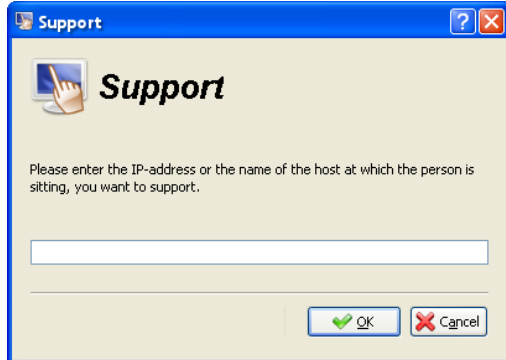 Support
Support
Please enter the IP-address or the name of the host at which the person is
sitting, you want to support.
OK
Cancel